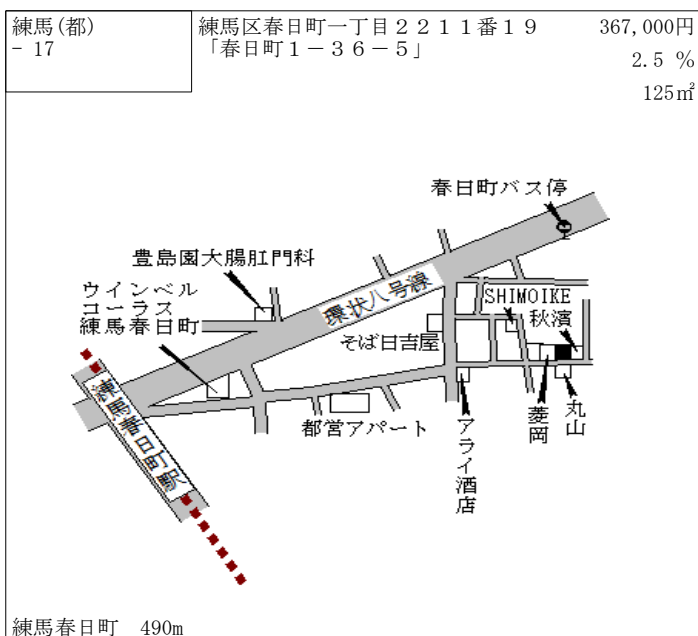 練馬(都)
- 17
練馬区春日町一丁目2211番19
「春日町1-36-5」
367,000円
2.5 %
125㎡
春日町バス停
豊島園大腸肛門科
ウインベル
コーラス
練馬春日町
環状八号線
SHIMOIKE
秋濱
そば日吉屋
練馬春日町駅
都営アパート
アライ酒店
菱岡
丸山
練馬春日町 490m